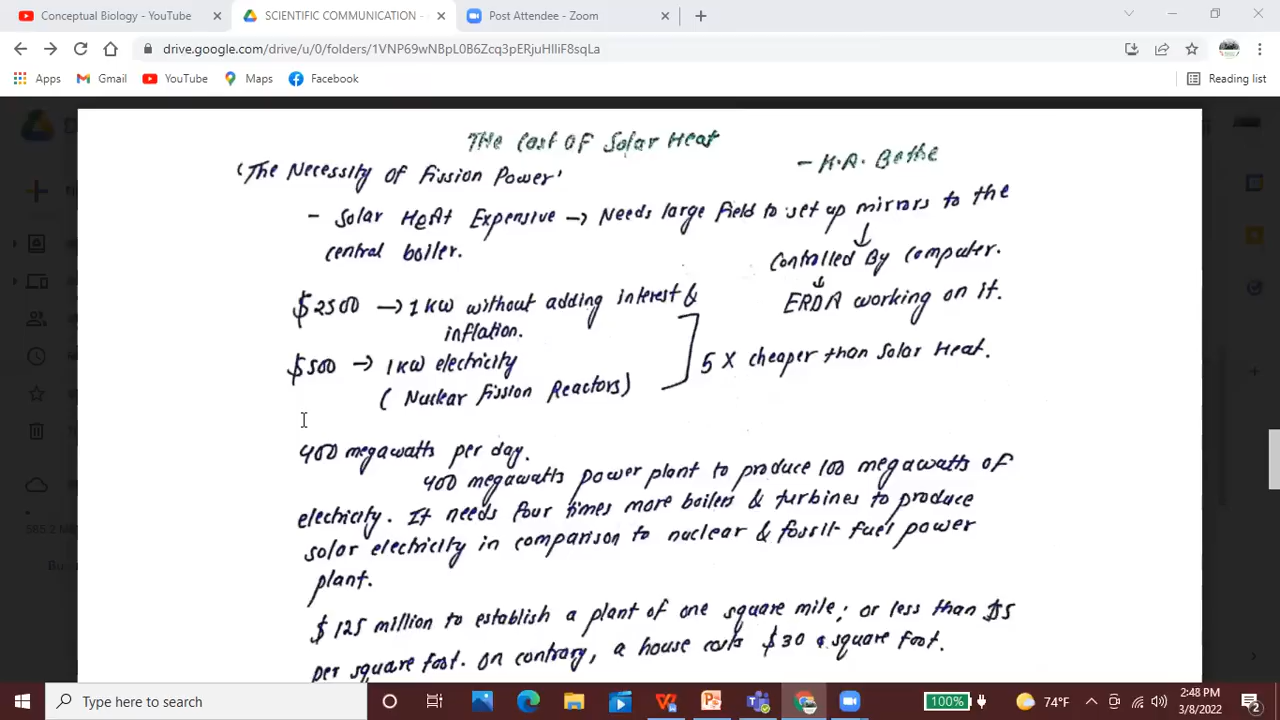 Conceptual Biology - YouTube
SCIENTIFIC COMMUNICATION -
Post Attendee - Zoom
drive.google.com/drive/u/0/folders/1VNP69wNBpL0B6Zcq3pERjuHIIiF8sqLa
Apps Gmail YouTube Maps Facebook Reading list
THe Cost OF Solar Heat
- H.A. Bethe
'The Necessity of Fission Power'
- Solar HeAt Expensive → Needs large field to set up mirrors to the
central boiler.
↓
Controlled By Computer.
↓
ERDA working on it.
$2500 → 1 KW without adding interest &
inflation.
$500 → 1 KW electricity
(Nuclear Fission Reactors)
5 X cheaper than Solar Heat.
400 megawatts per day.
400 megawatts power plant to produce 100 megawatts of
electricity. It needs four times more boilers & turbines to produce
solar electricity in comparison to nuclear & fossil fuel power
plant.
$125 million to establish a plant of one square mile; or less than $5
per square foot. On contrary, a house costs $30 a square foot.
Type here to search
100%
74°F
2:48 PM
3/8/2022
2